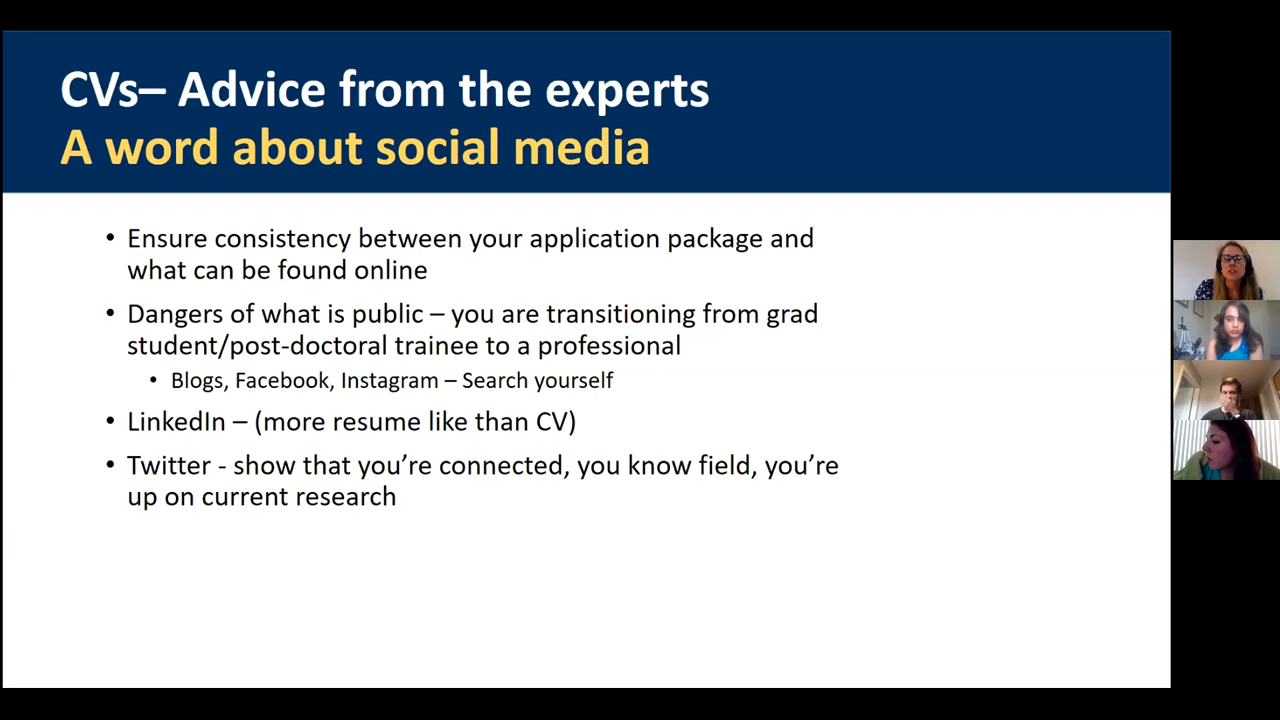 CVs– Advice from the experts
A word about social media
• Ensure consistency between your application package and
what can be found online
• Dangers of what is public – you are transitioning from grad
student/post-doctoral trainee to a professional
• Blogs, Facebook, Instagram – Search yourself
• LinkedIn – (more resume like than CV)
• Twitter - show that you’re connected, you know field, you’re
up on current research